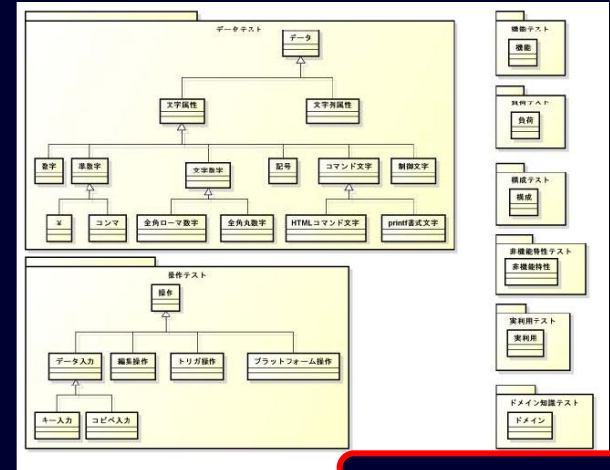 データテスト
データ
文字属性
文字列属性
数字
準数字
文字数字
記号
コマンド文字
制御文字
¥
コンマ
全角ローマ数字
全角丸数字
HTMLコマンド文字
printf書式文字
操作テスト
操作
データ入力
編集操作
トリガ操作
プラットフォーム操作
キー入力
コピペ入力
機能テスト
機能
負荷テスト
負荷
構成テスト
構成
非機能特性テスト
非機能特性
実利用テスト
実利用
ドメイン知識テスト
ドメイン